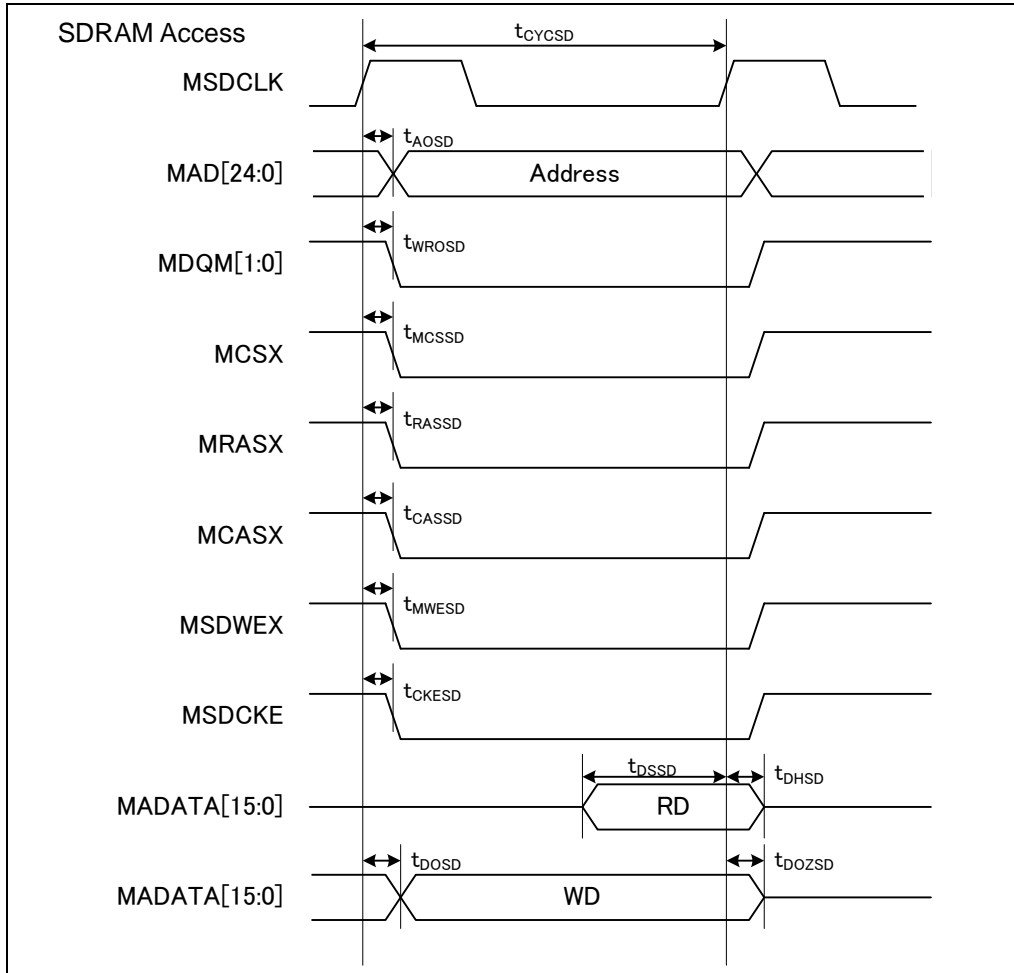 SDRAM Access
tCYCSD
MSDCLK
tAOSD
MAD[24:0]
Address
tWROSD
MDQM[1:0]
tMCSSD
MCSX
tRASSD
MRASX
tCASSD
MCASX
tMWESD
MSDWEX
tCKESD
MSDCKE
tDSSD
tDHSD
MADATA[15:0]
RD
tDOSD
tDOZSD
MADATA[15:0]
WD